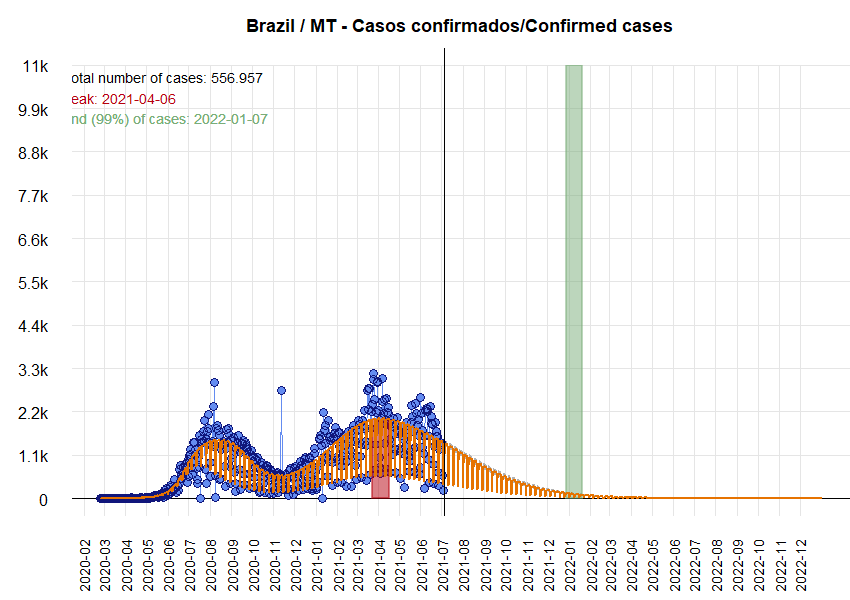 Brazil / MT - Casos confirmados/Confirmed cases
11k
otal number of cases: 556.957
eak: 2021-04-06
nd (99%) of cases: 2022-01-07
9.9k
8.8k
7.7k
6.6k
5.5k
4.4k
3.3k
2.2k
1.1k
0
2020-02
2020-03
2020-04
2020-05
2020-06
2020-07
2020-08
2020-09
2020-10
2020-11
2020-12
2021-01
2021-02
2021-03
2021-04
2021-05
2021-06
2021-07
2021-08
2021-09
2021-10
2021-11
2021-12
2022-01
2022-02
2022-03
2022-04
2022-05
2022-06
2022-07
2022-08
2022-09
2022-10
2022-11
2022-12